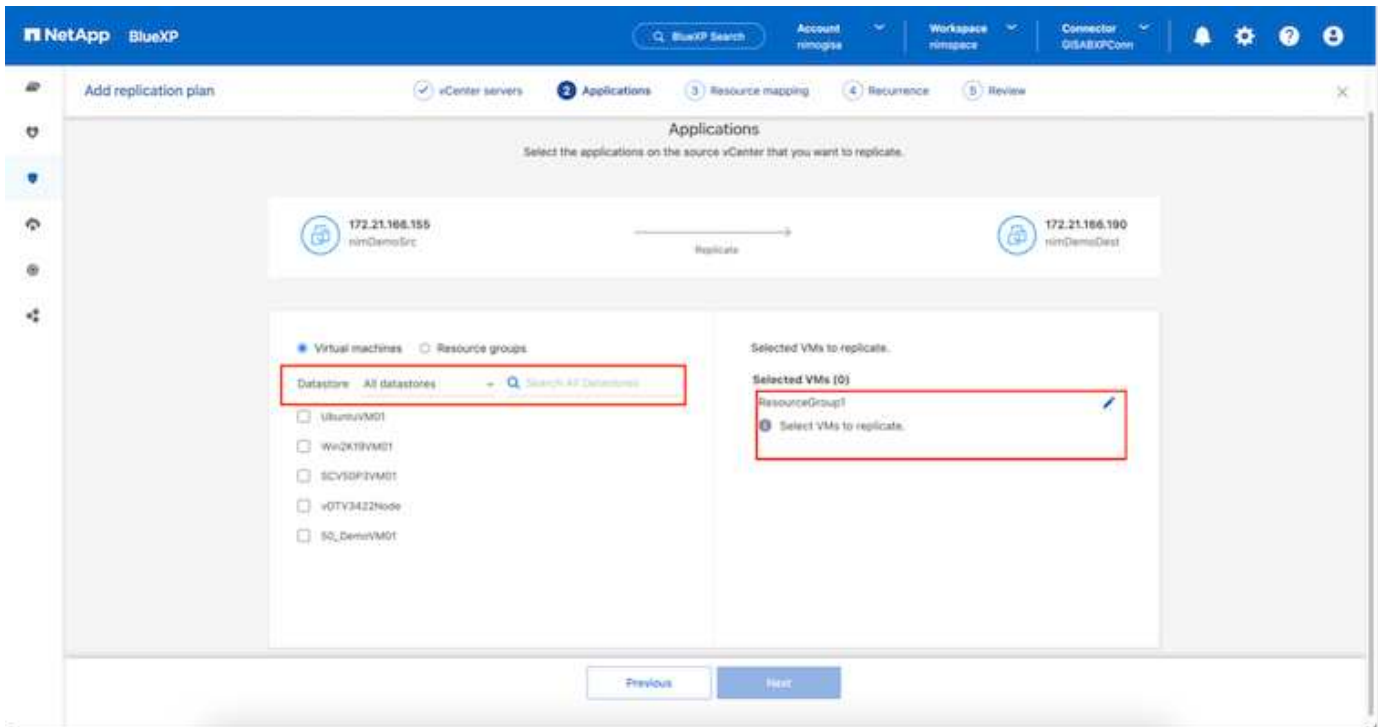 NetApp BlueXP
BlueXP Search
Account
nimogisa
Workspace
nimspace
Connector
GISABXPConn
Add replication plan
vCenter servers
2 Applications
3 Resource mapping
4 Recurrence
5 Review
Applications
Select the applications on the source vCenter that you want to replicate.
172.21.166.155
nimDemoSrc
Replicate
172.21.166.190
nimDemoDest
Virtual machines
Resource groups
Datastore All datastores
Search All Datastores
UbuntuVM01
Win2K19VM01
vOTV3422Node
50_DemoVM01
Selected VMs to replicate.
Selected VMs (0)
ResourceGroup1
Select VMs to replicate.
Previous
Next